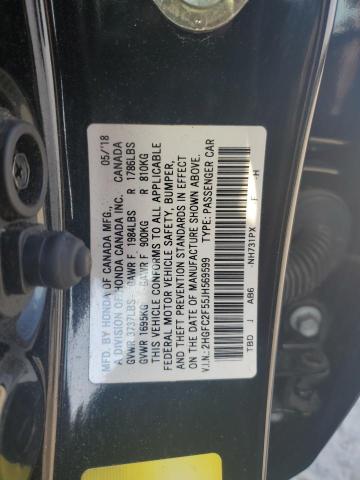 MFD. BY HONDA OF CANADA MFG. 05/18
A DIVISION OF HONDA CANADA INC. CANADA
GVWR 3737LBS GAWR F 1984LBS R 1786LBS
GVWR 1695KG GAWR F 900KG R 810KG
THIS VEHICLE CONFORMS TO ALL APPLICABLE
FEDERAL MOTOR VEHICLE SAFETY, BUMPER,
AND THEFT PREVENTION STANDARDS IN EFFECT
ON THE DATE OF MANUFACTURE SHOWN ABOVE.
V.I.N.: 2HGFC2F55JH569599 TYPE: PASSENGER CAR
TBD J AB6 NH731PX F -H